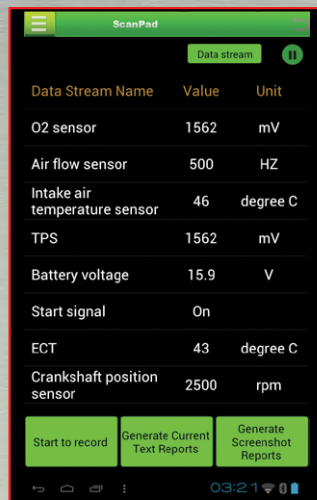 ScanPad
Data stream
Data Stream Name Value Unit
O2 sensor 1562 mV
Air flow sensor 500 HZ
Intake air
temperature sensor 46 degree C
TPS 1562 mV
Battery voltage 15.9 V
Start signal On
ECT 43 degree C
Crankshaft position
sensor 2500 rpm
Start to record
Generate Current
Text Reports
Generate
Screenshot
Reports
03:21